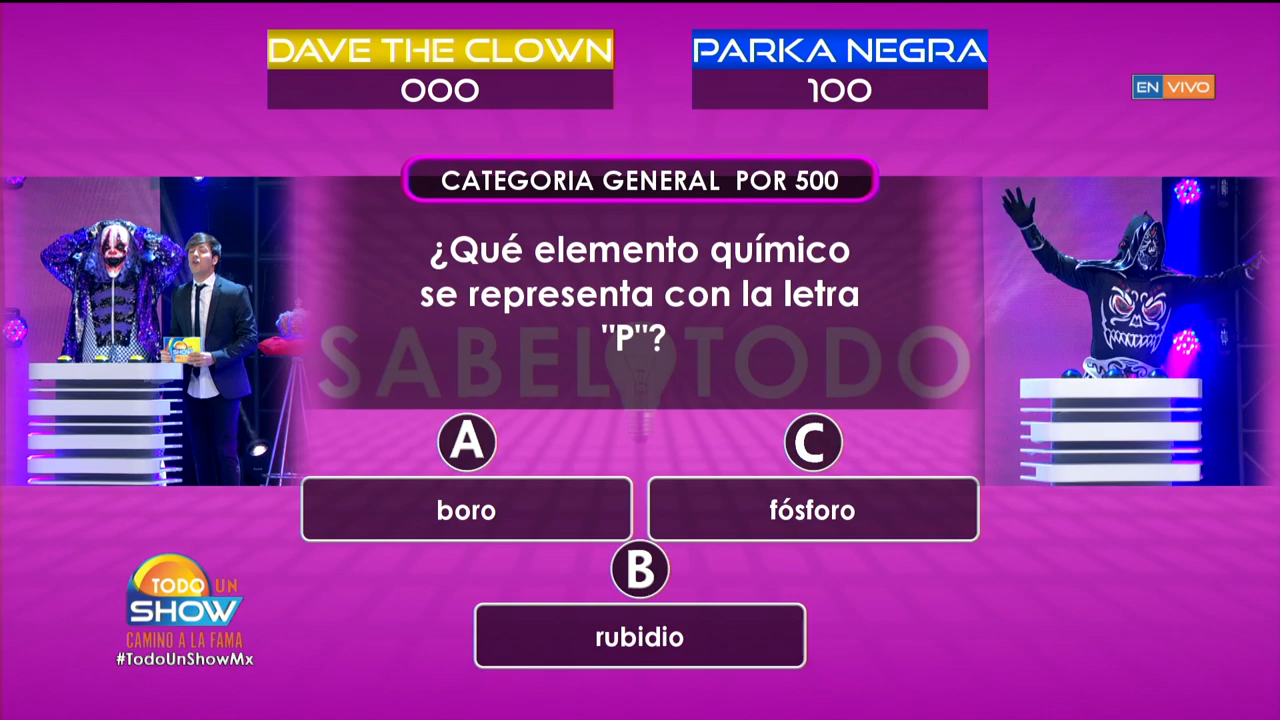 DAVE THE CLOWN
000
PARKA NEGRA
100
EN VIVO
CATEGORIA GENERAL POR 500
¿Qué elemento químico
se representa con la letra
"P"?
SABELOTODO
A
boro
C
fósforo
B
rubidio
TODO UN
SHOW
CAMINO A LA FAMA
#TodoUnShowMx